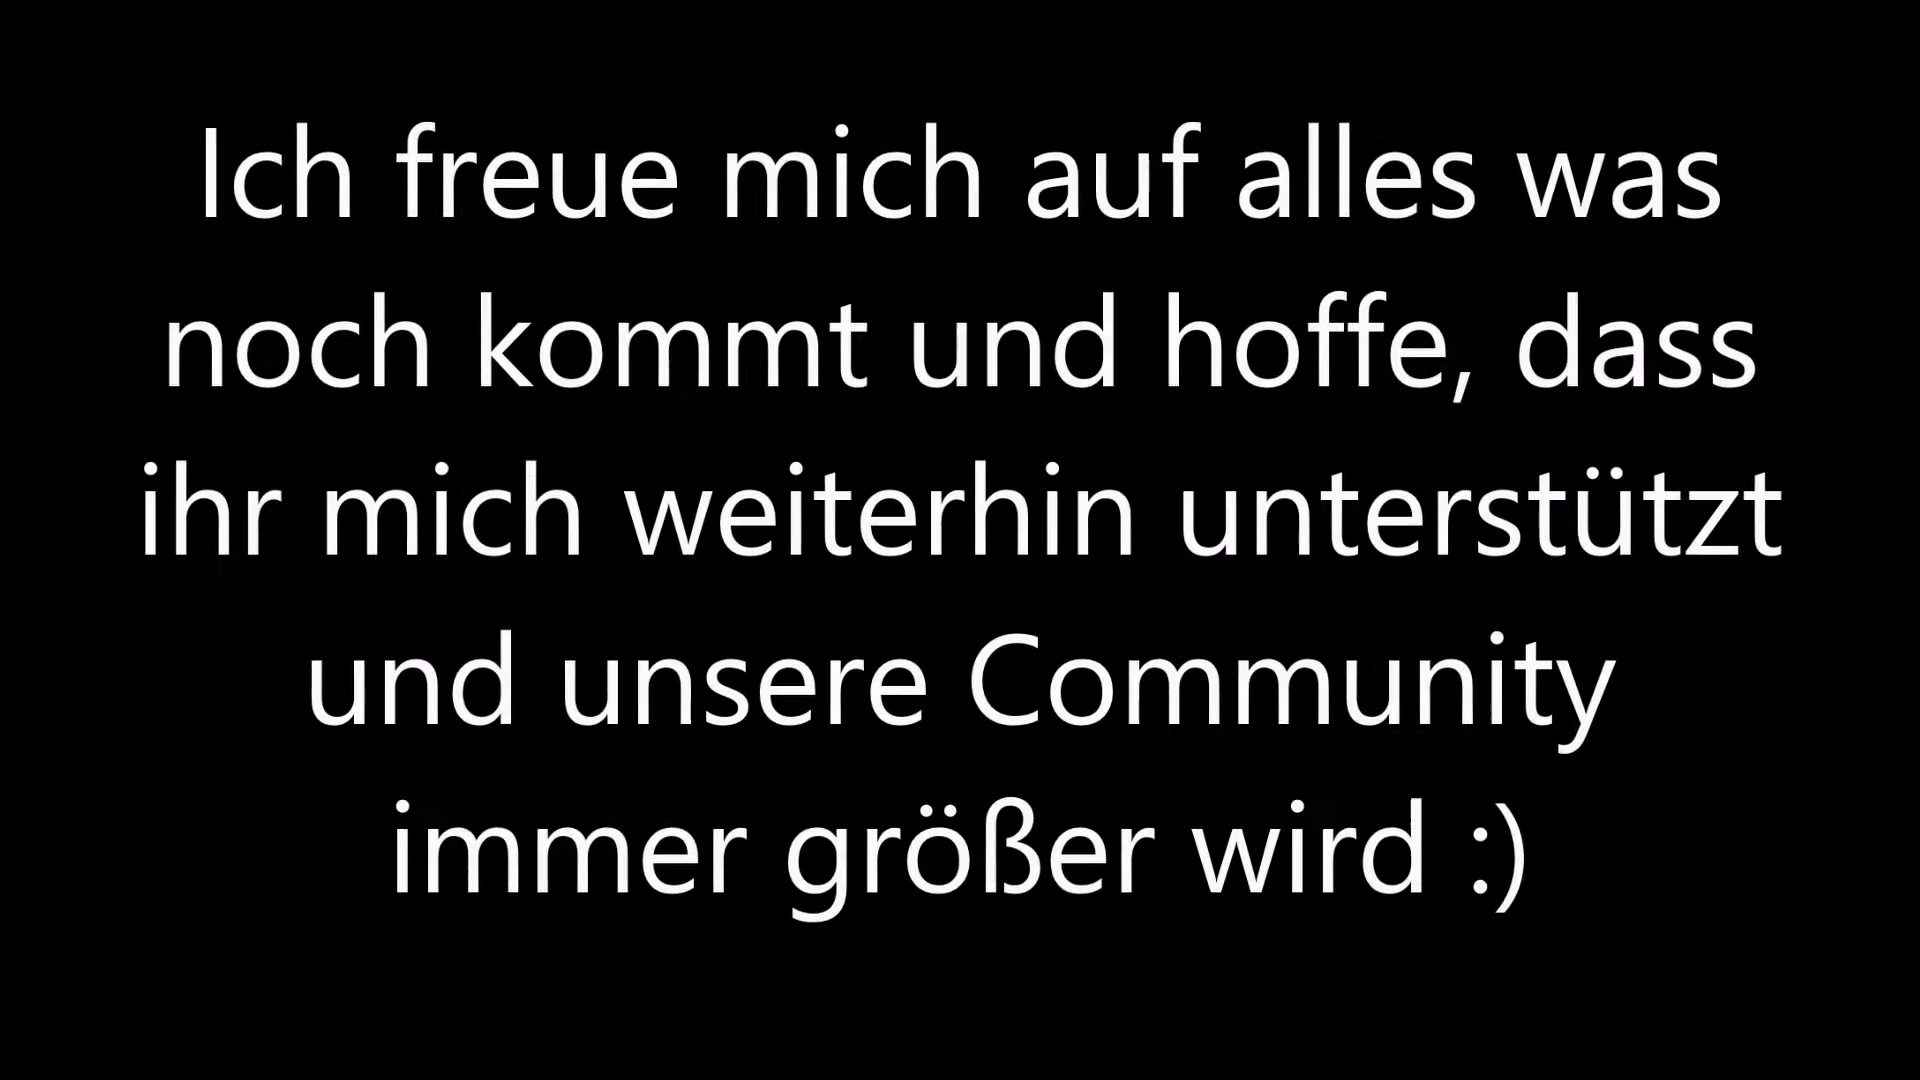 Ich freue mich auf alles was
noch kommt und hoffe, dass
ihr mich weiterhin unterstützt
und unsere Community
immer größer wird :)